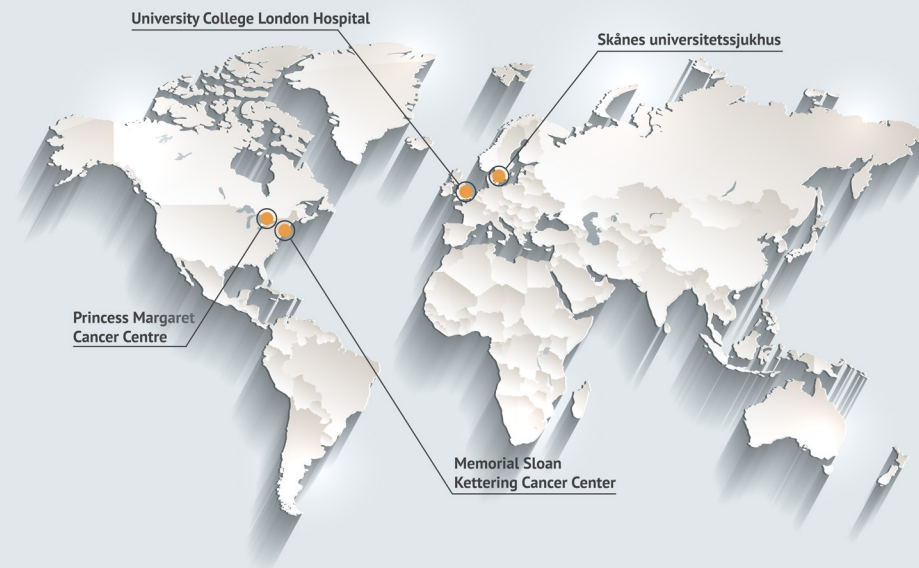 University College London Hospital
Skånes universitetssjukhus
Princess Margaret
Cancer Centre
Memorial Sloan
Kettering Cancer Center